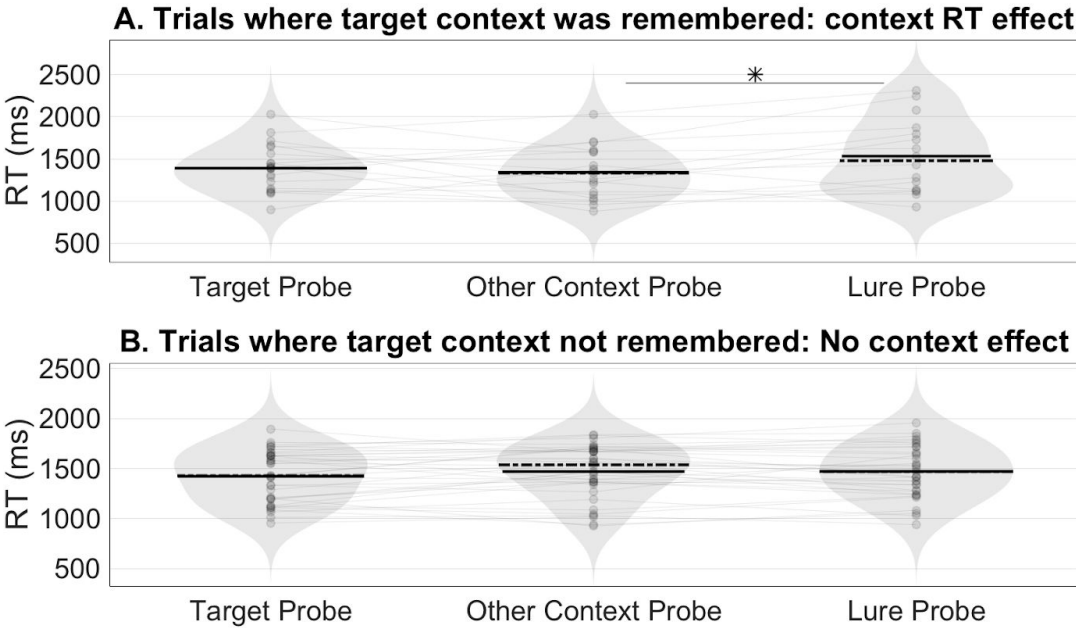 A. Trials where target context was remembered: context RT effect
RT (ms)
2500
2000
1500
1000
500
*
Target Probe Other Context Probe Lure Probe
B. Trials where target context not remembered: No context effect
RT (ms)
2500
2000
1500
1000
500
Target Probe Other Context Probe Lure Probe